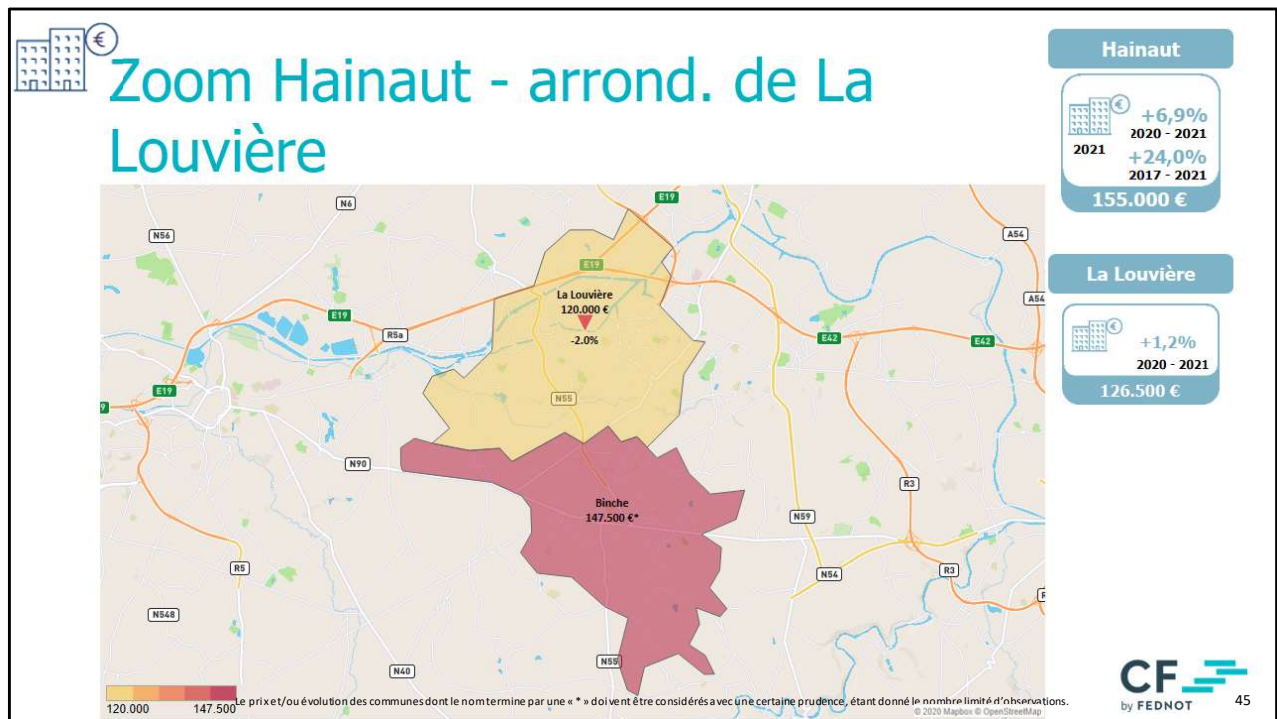 €
Zoom Hainaut - arrond. de La
Louvière
Hainaut
€
2021
+6,9%
2020 - 2021
+24,0%
2017 - 2021
155.000 €
La Louvière
€
+1,2%
2020 - 2021
126.500 €
N6
E19
N56
A54
E19
La Louvière
120.000 €
-2.0%
A54
E19
R5a
E42
E42
E19
9
N55
N90
R3
Binche
147.500 €*
N59
R5
N54
R3
N548
N55
N40
120.000
147.500
Le prix et/ou évolution des communes dont le nom termine par une « * » doivent être considérés avec une certaine prudence, étant donné le nombre limité d'observations.
© 2020 Mapbox © OpenStreetMap
CF
by FEDNOT
45